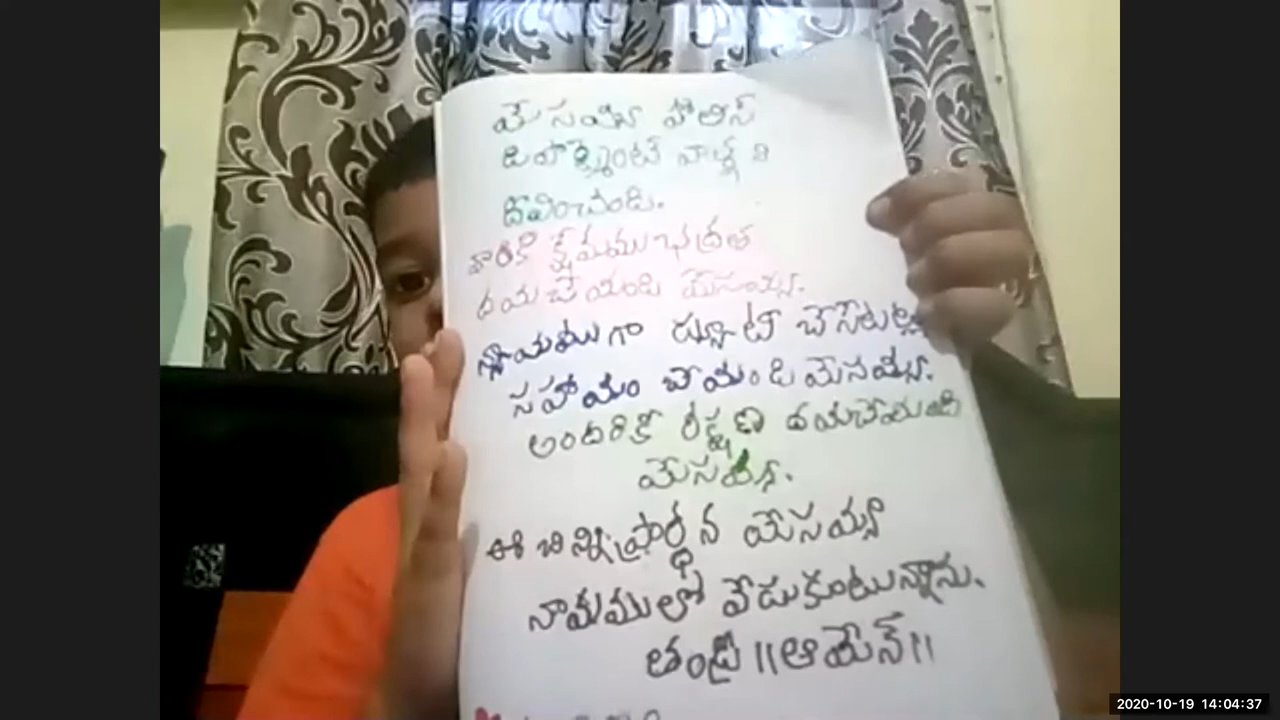 యేసయ్యా పోలీస్
డిపార్ట్మెంట్ వాళ్ళని
దీవించండి.
వారికి క్షేమము భద్రత
దయచేయండి యేసయ్యా.
న్యాయముగా డ్యూటీ చేసేటట్లు
సహాయం చేయండి యేసయ్యా.
అందరికీ రక్షణ దయచేయండి
యేసయ్యా.
ఈ చిన్ని ప్రార్ధన యేసయ్యా
నామములో వేడుకుంటున్నాను.
తండ్రీ ||ఆమేన్||
2020-10-19 14:04:37